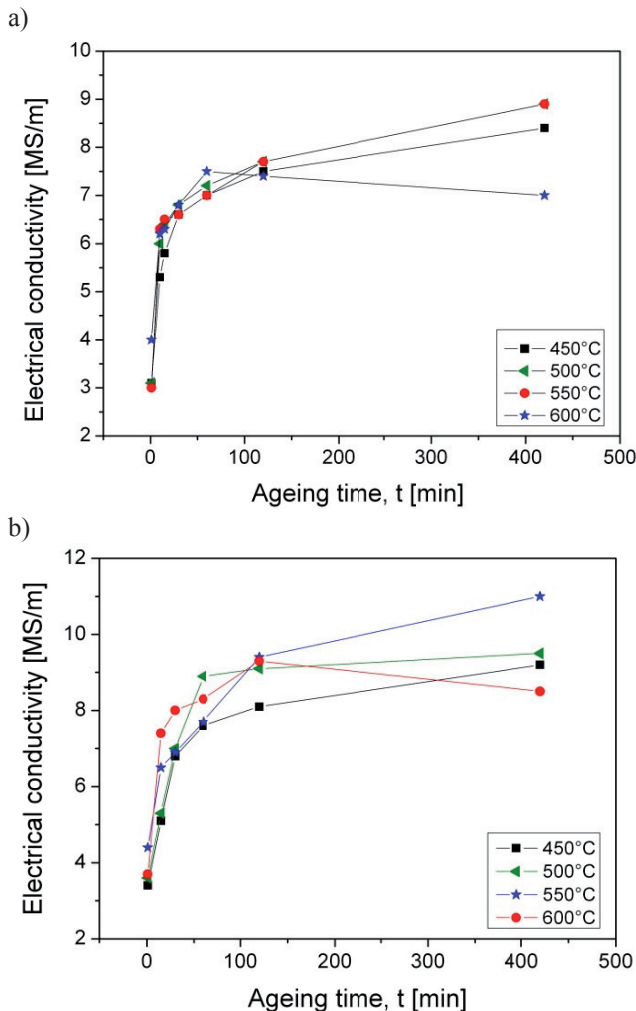 a)
10
9
8
7
6
5
4
3
2
Electrical conductivity [MS/m]
450°C
500°C
550°C
600°C
0 100 200 300 400 500
Ageing time, t [min]
b)
12
10
8
6
4
2
Electrical conductivity [MS/m]
450°C
500°C
550°C
600°C
0 100 200 300 400 500
Ageing time, t [min]